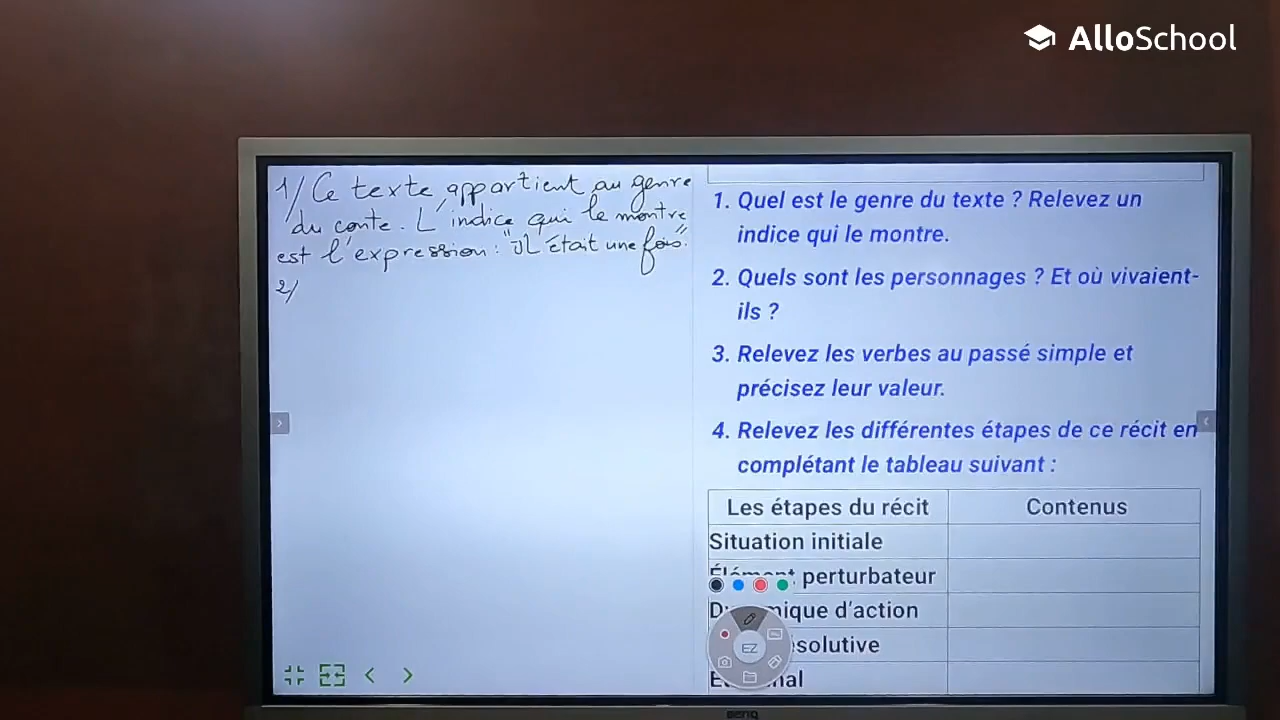 AlloSchool
1/ Ce texte, appartient au genre
du conte. L'indice qui le montre
est l'expression: "Il était une fois".
2/
1. Quel est le genre du texte ? Relevez un
indice qui le montre.
2. Quels sont les personnages ? Et où vivaient-
ils ?
3. Relevez les verbes au passé simple et
précisez leur valeur.
4. Relevez les différentes étapes de ce récit en
complétant le tableau suivant :
Les étapes du récit Contenus
Situation initiale
perturbateur
d'action
EZ
BenQ